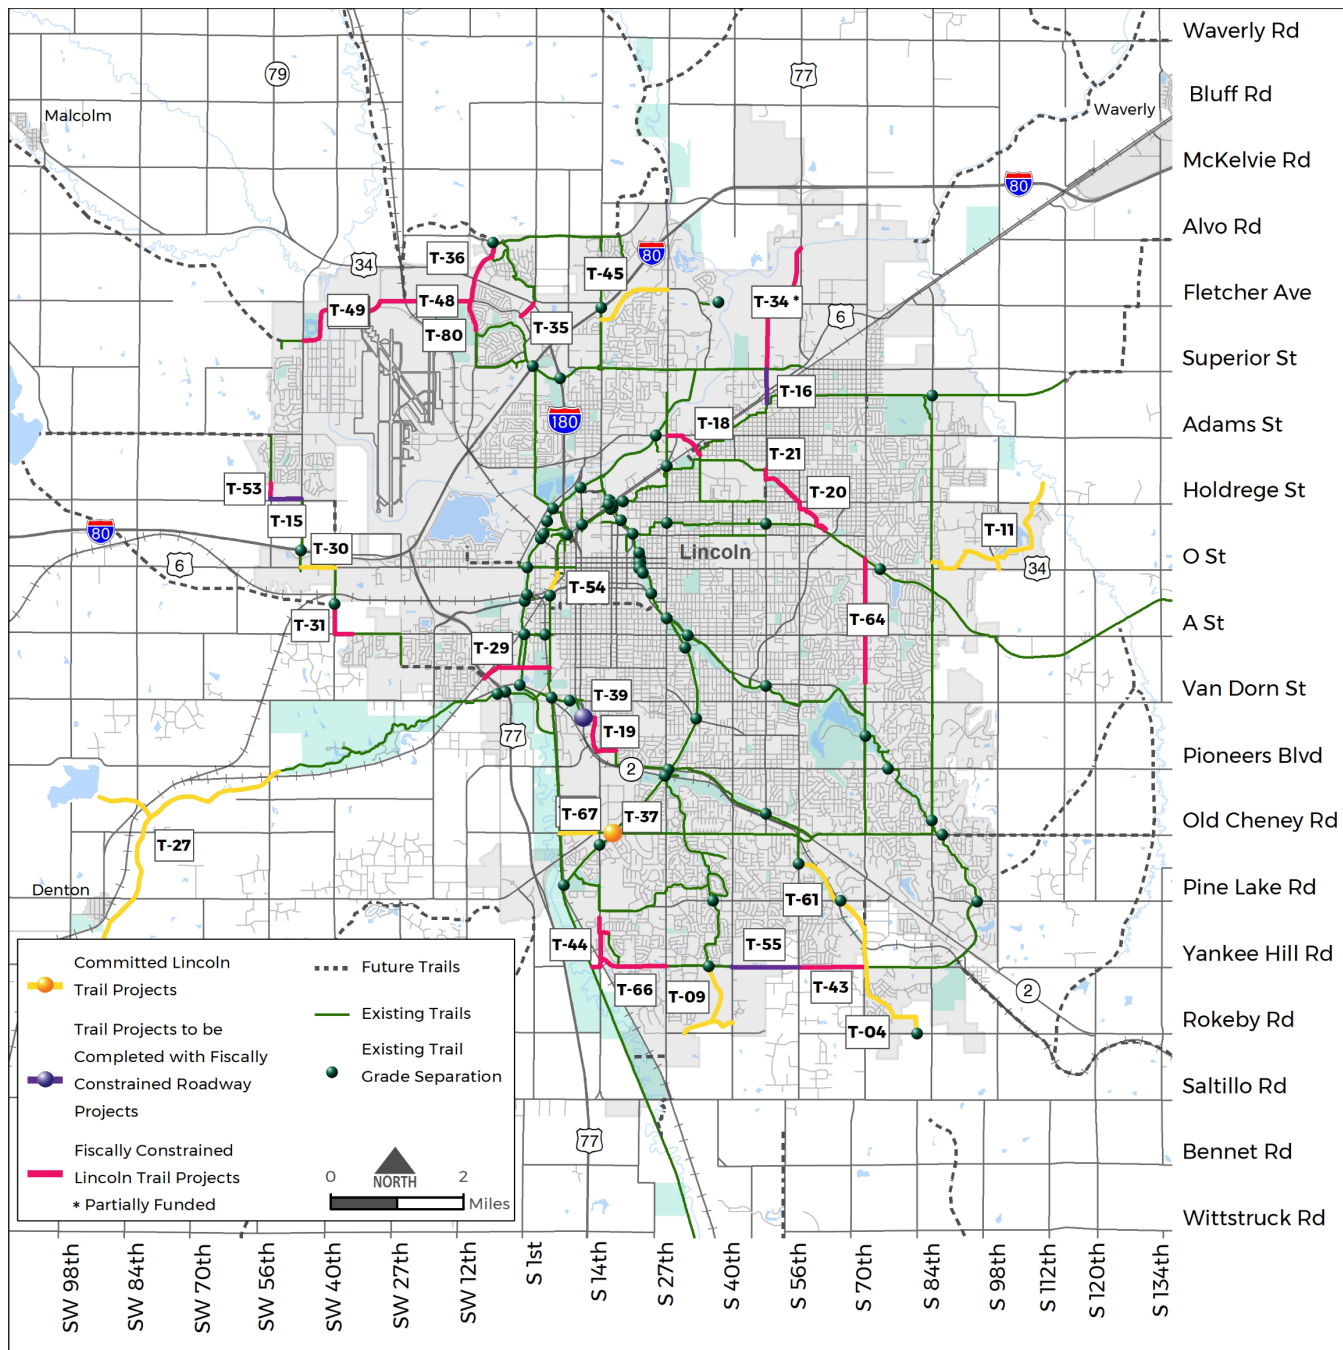 Waverly Rd
79
77
Bluff Rd
Malcolm
Waverly
McKelvie Rd
80
Alvo Rd
T-36
34
80
T-45
Fletcher Ave
T-49
T-48
T-34 *
6
T-80
T-35
Superior St
T-16
180
T-18
Adams St
T-21
T-53
T-20
Holdrege St
T-15
T-11
80
T-30
Lincoln
O St
6
34
T-54
T-31
T-64
A St
T-29
Van Dorn St
T-39
77
T-19
Pioneers Blvd
2
T-67
T-37
Old Cheney Rd
T-27
Denton
Pine Lake Rd
T-61
T-44
T-55
Yankee Hill Rd
T-66
T-09
T-43
2
T-04
Rokeby Rd
Saltillo Rd
77
Bennet Rd
Wittstruck Rd
Committed Lincoln
Trail Projects
Trail Projects to be
Completed with Fiscally
Constrained Roadway
Projects
Fiscally Constrained
Lincoln Trail Projects
* Partially Funded
Future Trails
Existing Trails
Existing Trail
Grade Separation
NORTH
0
2
Miles
SW 98th
SW 84th
SW 70th
SW 56th
SW 40th
SW 27th
SW 12th
S 1st
S 14th
S 27th
S 40th
S 56th
S 70th
S 84th
S 98th
S 112th
S 120th
S 134th